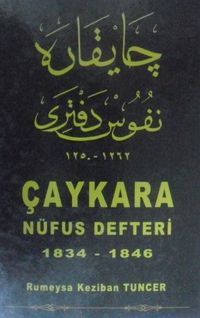 چایقاره
نفوس دفتری
١٢٥٠-١٢٦٢
ÇAYKARA
NÜFUS DEFTERİ
1834 - 1846
Rumeysa Keziban TUNCER